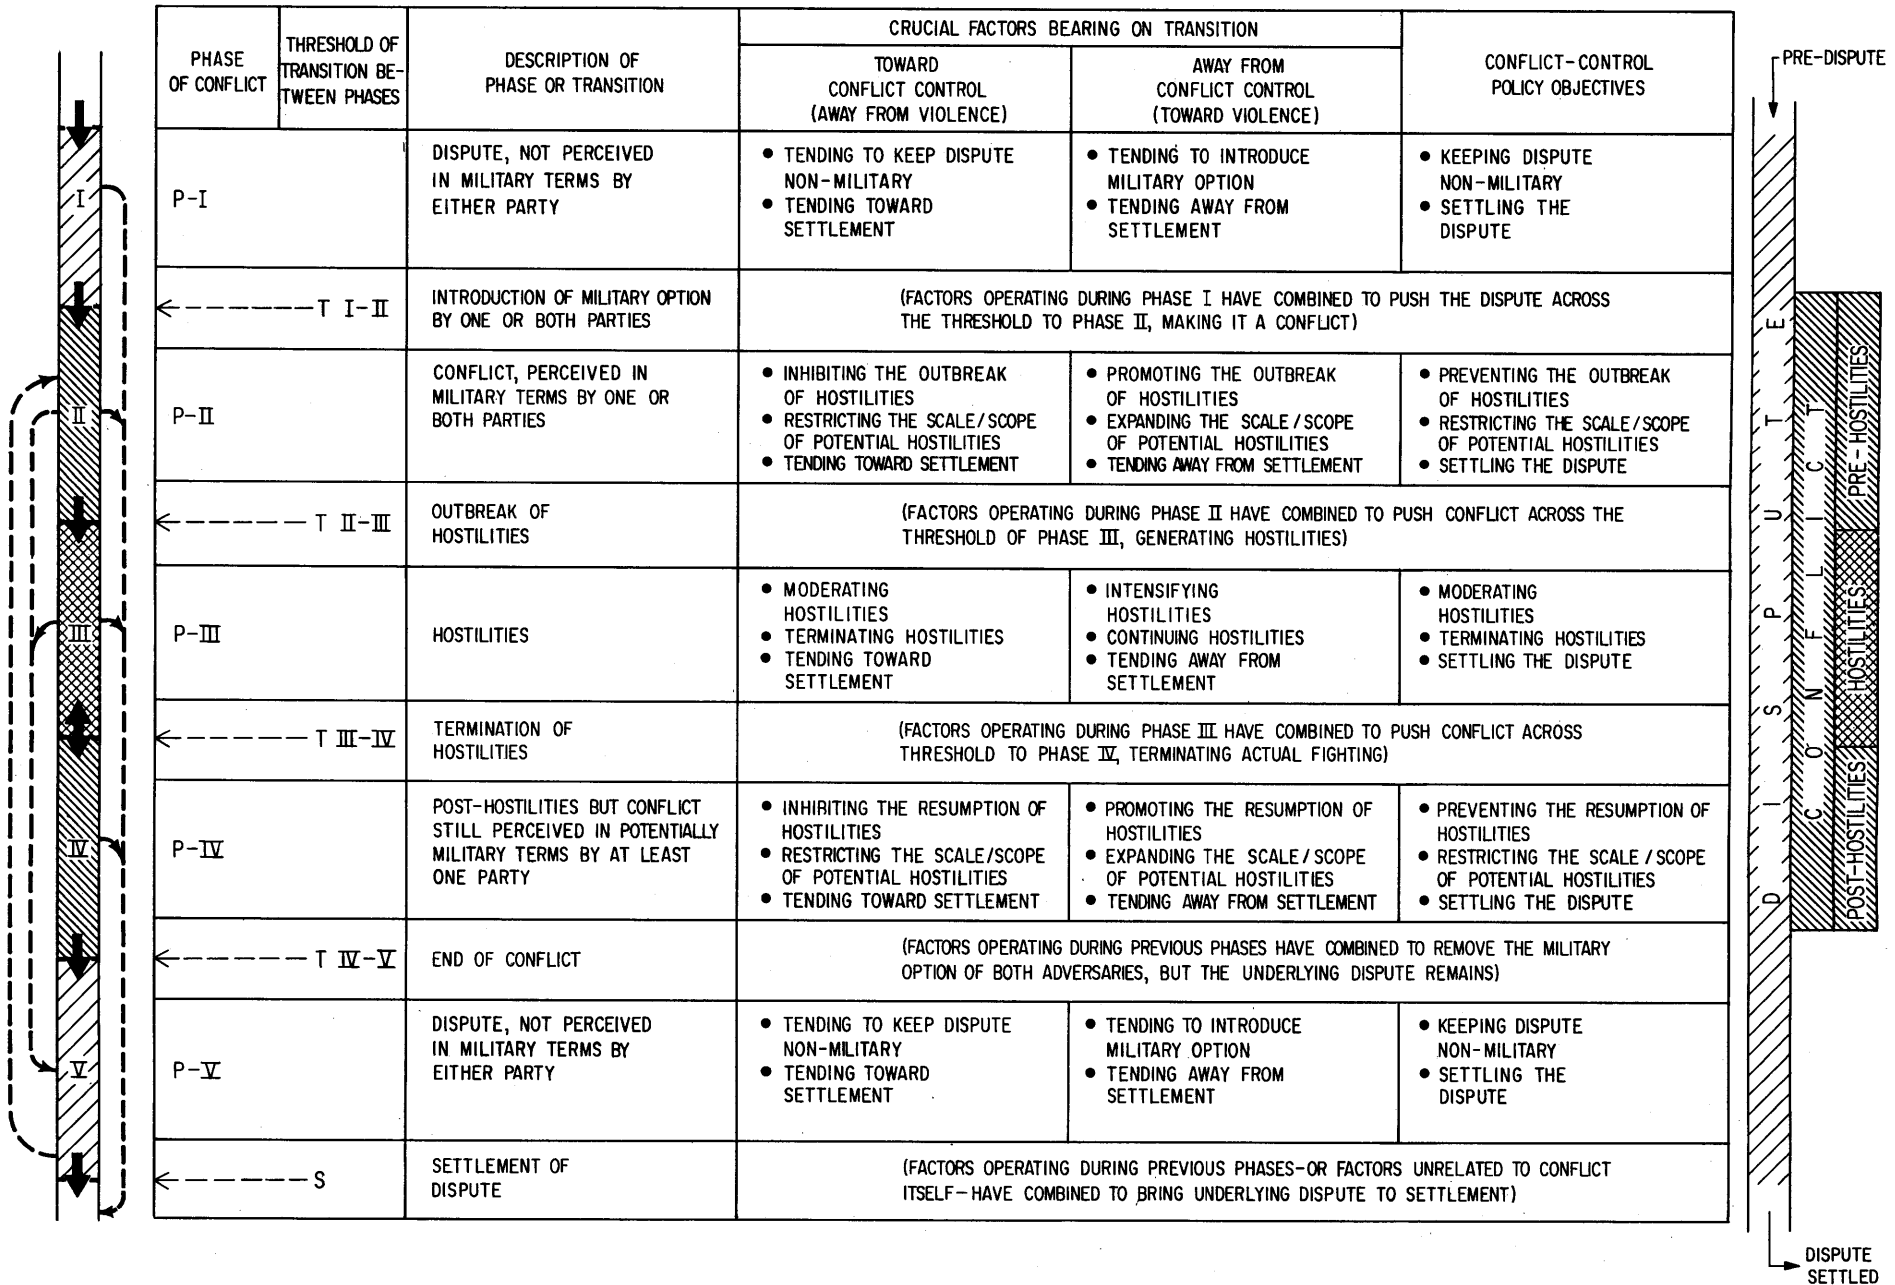 PHASE
OF CONFLICT
THRESHOLD OF
TRANSITION BE-
TWEEN PHASES
DESCRIPTION OF
PHASE OR TRANSITION
CRUCIAL FACTORS BEARING ON TRANSITION
TOWARD
CONFLICT CONTROL
(AWAY FROM VIOLENCE)
AWAY FROM
CONFLICT CONTROL
(TOWARD VIOLENCE)
CONFLICT-CONTROL
POLICY OBJECTIVES
PRE-DISPUTE
I
P-I
DISPUTE, NOT PERCEIVED
IN MILITARY TERMS BY
EITHER PARTY
• TENDING TO KEEP DISPUTE
NON-MILITARY
• TENDING TOWARD
SETTLEMENT
• TENDING TO INTRODUCE
MILITARY OPTION
• TENDING AWAY FROM
SETTLEMENT
• KEEPING DISPUTE
NON-MILITARY
• SETTLING THE
DISPUTE
T I-II
INTRODUCTION OF MILITARY OPTION
BY ONE OR BOTH PARTIES
(FACTORS OPERATING DURING PHASE I HAVE COMBINED TO PUSH THE DISPUTE ACROSS
THE THRESHOLD TO PHASE II, MAKING IT A CONFLICT)
II
P-II
CONFLICT, PERCEIVED IN
MILITARY TERMS BY ONE OR
BOTH PARTIES
• INHIBITING THE OUTBREAK
OF HOSTILITIES
• RESTRICTING THE SCALE/SCOPE
OF POTENTIAL HOSTILITIES
• TENDING TOWARD SETTLEMENT
• PROMOTING THE OUTBREAK
OF HOSTILITIES
• EXPANDING THE SCALE/SCOPE
OF POTENTIAL HOSTILITIES
• TENDING AWAY FROM SETTLEMENT
• PREVENTING THE OUTBREAK
OF HOSTILITIES
• RESTRICTING THE SCALE/SCOPE
OF POTENTIAL HOSTILITIES
• SETTLING THE DISPUTE
T II-III
OUTBREAK OF
HOSTILITIES
(FACTORS OPERATING DURING PHASE II HAVE COMBINED TO PUSH CONFLICT ACROSS THE
THRESHOLD OF PHASE III, GENERATING HOSTILITIES)
III
P-III
HOSTILITIES
• MODERATING
HOSTILITIES
• TERMINATING HOSTILITIES
• TENDING TOWARD
SETTLEMENT
• INTENSIFYING
HOSTILITIES
• CONTINUING HOSTILITIES
• TENDING AWAY FROM
SETTLEMENT
• MODERATING
HOSTILITIES
• TERMINATING HOSTILITIES
• SETTLING THE DISPUTE
T III-IV
TERMINATION OF
HOSTILITIES
(FACTORS OPERATING DURING PHASE III HAVE COMBINED TO PUSH CONFLICT ACROSS
THRESHOLD TO PHASE IV, TERMINATING ACTUAL FIGHTING)
IV
P-IV
POST-HOSTILITIES BUT CONFLICT
STILL PERCEIVED IN POTENTIALLY
MILITARY TERMS BY AT LEAST
ONE PARTY
• INHIBITING THE RESUMPTION OF
HOSTILITIES
• RESTRICTING THE SCALE/SCOPE
OF POTENTIAL HOSTILITIES
• TENDING TOWARD SETTLEMENT
• PROMOTING THE RESUMPTION OF
HOSTILITIES
• EXPANDING THE SCALE/SCOPE
OF POTENTIAL HOSTILITIES
• TENDING AWAY FROM SETTLEMENT
• PREVENTING THE RESUMPTION OF
HOSTILITIES
• RESTRICTING THE SCALE/SCOPE
OF POTENTIAL HOSTILITIES
• SETTLING THE DISPUTE
T IV-V
END OF CONFLICT
(FACTORS OPERATING DURING PREVIOUS PHASES HAVE COMBINED TO REMOVE THE MILITARY
OPTION OF BOTH ADVERSARIES, BUT THE UNDERLYING DISPUTE REMAINS)
V
P-V
DISPUTE, NOT PERCEIVED
IN MILITARY TERMS BY
EITHER PARTY
• TENDING TO KEEP DISPUTE
NON-MILITARY
• TENDING TOWARD
SETTLEMENT
• TENDING TO INTRODUCE
MILITARY OPTION
• TENDING AWAY FROM
SETTLEMENT
• KEEPING DISPUTE
NON-MILITARY
• SETTLING THE
DISPUTE
S
SETTLEMENT OF
DISPUTE
(FACTORS OPERATING DURING PREVIOUS PHASES-OR FACTORS UNRELATED TO CONFLICT
ITSELF-HAVE COMBINED TO BRING UNDERLYING DISPUTE TO SETTLEMENT)
DISPUTE
CONFLICT
PRE-HOSTILITIES
HOSTILITIES
POST-HOSTILITIES
DISPUTE
SETTLED